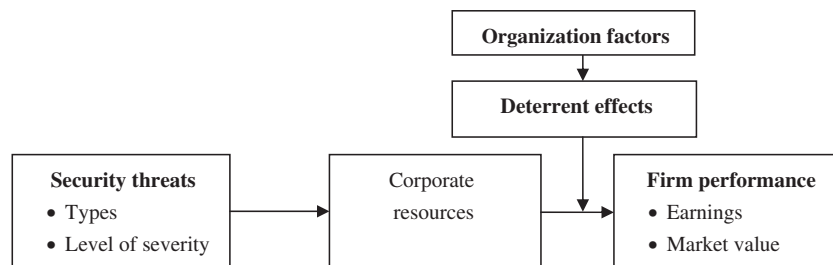 Organization factors
Deterrent effects
Security threats
• Types
• Level of severity
Corporate
resources
Firm performance
• Earnings
• Market value